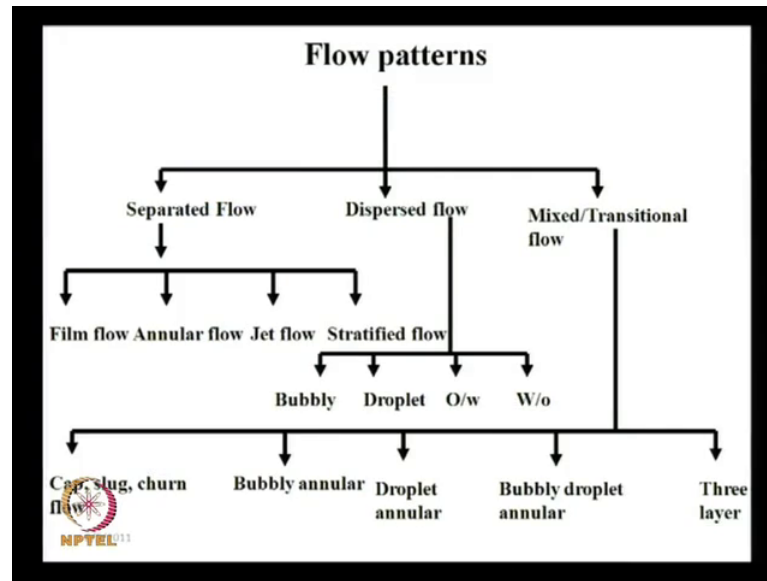 Flow patterns
Separated Flow
Dispersed flow
Mixed/Transitional
flow
Film flow
Annular flow
Jet flow
Stratified flow
Bubbly
Droplet
O/w
W/o
Cap, slug, churn
flow
Bubbly annular
Droplet
annular
Bubbly droplet
annular
Three
layer
NPTEL 2011